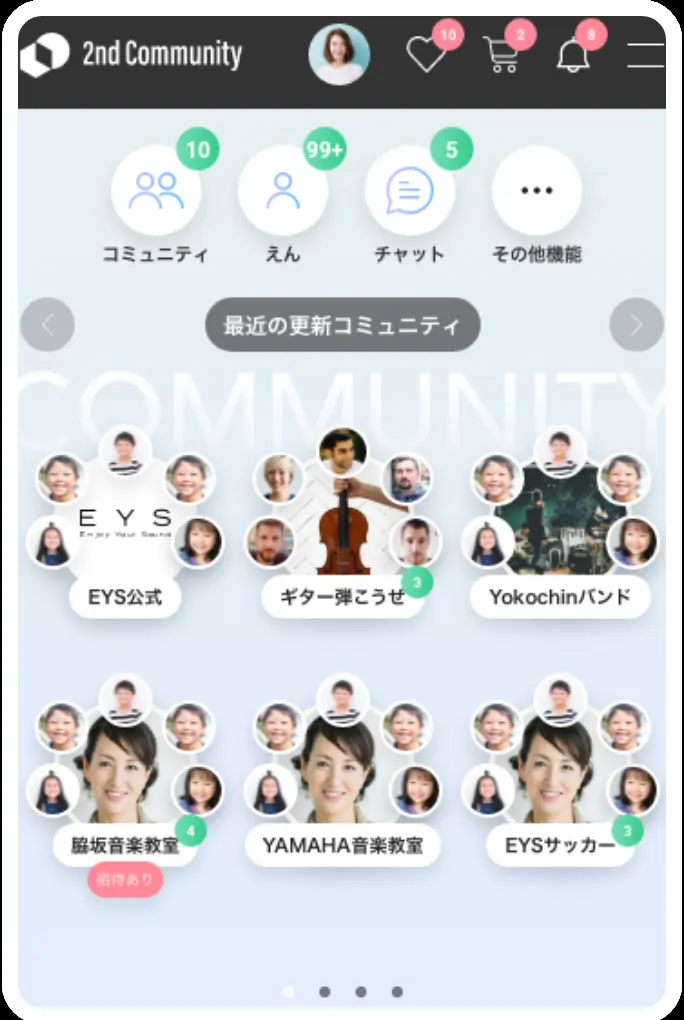 2nd Community
10
2
8
10
99+
5
コミュニティ
えん
チャット
その他機能
最近の更新コミュニティ
COMMUNITY
EYS
Enjoy Your Sound
EYS公式
ギター弾こうせ
3
Yokochinバンド
脇坂音楽教室
4
招待あり
YAMAHA音楽教室
EYSサッカー
3